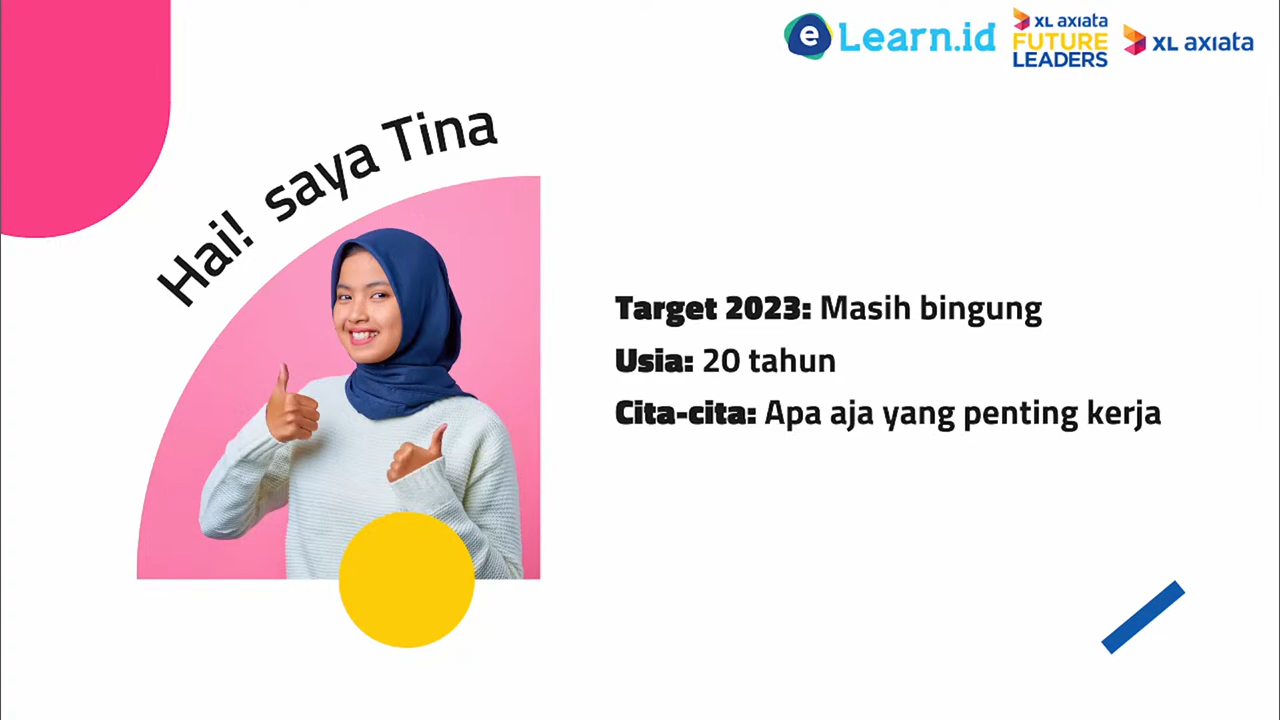 e Learn.id
XL axiata
FUTURE
LEADERS
XL axiata
Hai! saya Tina
Target 2023: Masih bingung
Usia: 20 tahun
Cita-cita: Apa aja yang penting kerja